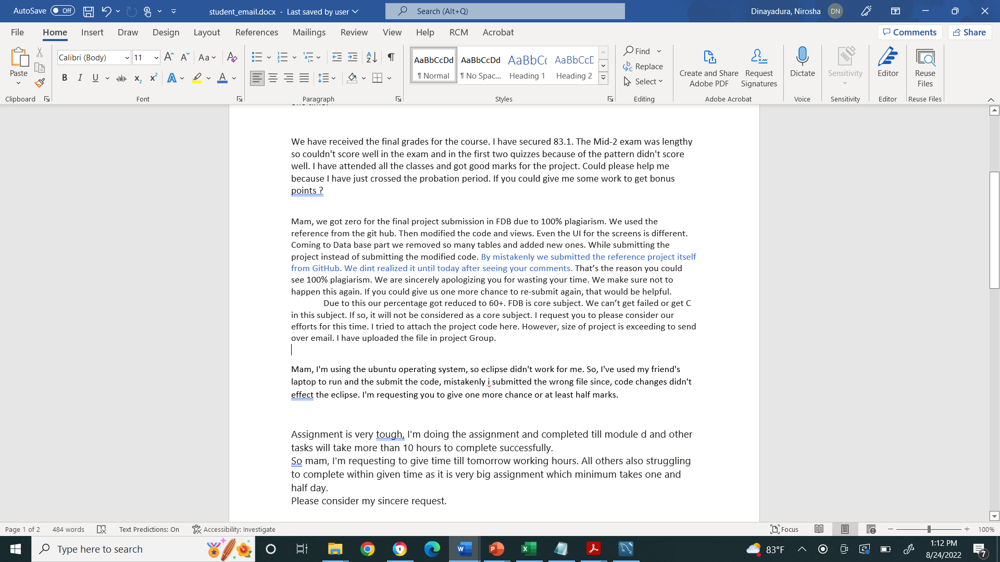 AutoSave Off student_email.docx - Last saved by user Search (Alt+Q) Dinayadura, Nirosha DN
File Home Insert Draw Design Layout References Mailings Review View Help RCM Acrobat Comments Share
Paste Calibri (Body) 11 Aa
AaBbCcDd AaBbCcDd AaBbCc AaBbCcD
¶ Normal ¶ No Spac... Heading 1 Heading 2
Find
Replace
Select
Create and Share Adobe PDF
Request Signatures
Dictate
Sensitivity
Editor
Reuse Files
Clipboard Font Paragraph Styles Editing Adobe Acrobat Voice Sensitivity Editor Reuse Files
We have received the final grades for the course. I have secured 83.1. The Mid-2 exam was lengthy
so couldn't score well in the exam and in the first two quizzes because of the pattern didn't score
well. I have attended all the classes and got good marks for the project. Could please help me
because I have just crossed the probation period. If you could give me some work to get bonus
points ?
Mam, we got zero for the final project submission in FDB due to 100% plagiarism. We used the
reference from the git hub. Then modified the code and views. Even the UI for the screens is different.
Coming to Data base part we removed so many tables and added new ones. While submitting the
project instead of submitting the modified code. By mistakenly we submitted the reference project itself
from GitHub. We dint realized it until today after seeing your comments. That’s the reason you could
see 100% plagiarism. We are sincerely apologizing you for wasting your time. We make sure not to
happen this again. If you could give us one more chance to re-submit again, that would be helpful.
Due to this our percentage got reduced to 60+. FDB is core subject. We can’t get failed or get C
in this subject. If so, it will not be considered as a core subject. I request you to please consider our
efforts for this time. I tried to attach the project code here. However, size of project is exceeding to send
over email. I have uploaded the file in project Group.
Mam, I'm using the ubuntu operating system, so eclipse didn't work for me. So, I've used my friend's
laptop to run and the submit the code, mistakenly i submitted the wrong file since, code changes didn't
effect the eclipse. I'm requesting you to give one more chance or at least half marks.
Assignment is very tough, I'm doing the assignment and completed till module d and other
tasks will take more than 10 hours to complete successfully.
So mam, I'm requesting to give time till tomorrow working hours. All others also struggling
to complete within given time as it is very big assignment which minimum takes one and
half day.
Please consider my sincere request.
Page 1 of 2 484 words Text Predictions: On Accessibility: Investigate Focus 100%
Type here to search 83°F 1:12 PM
8/24/2022 7